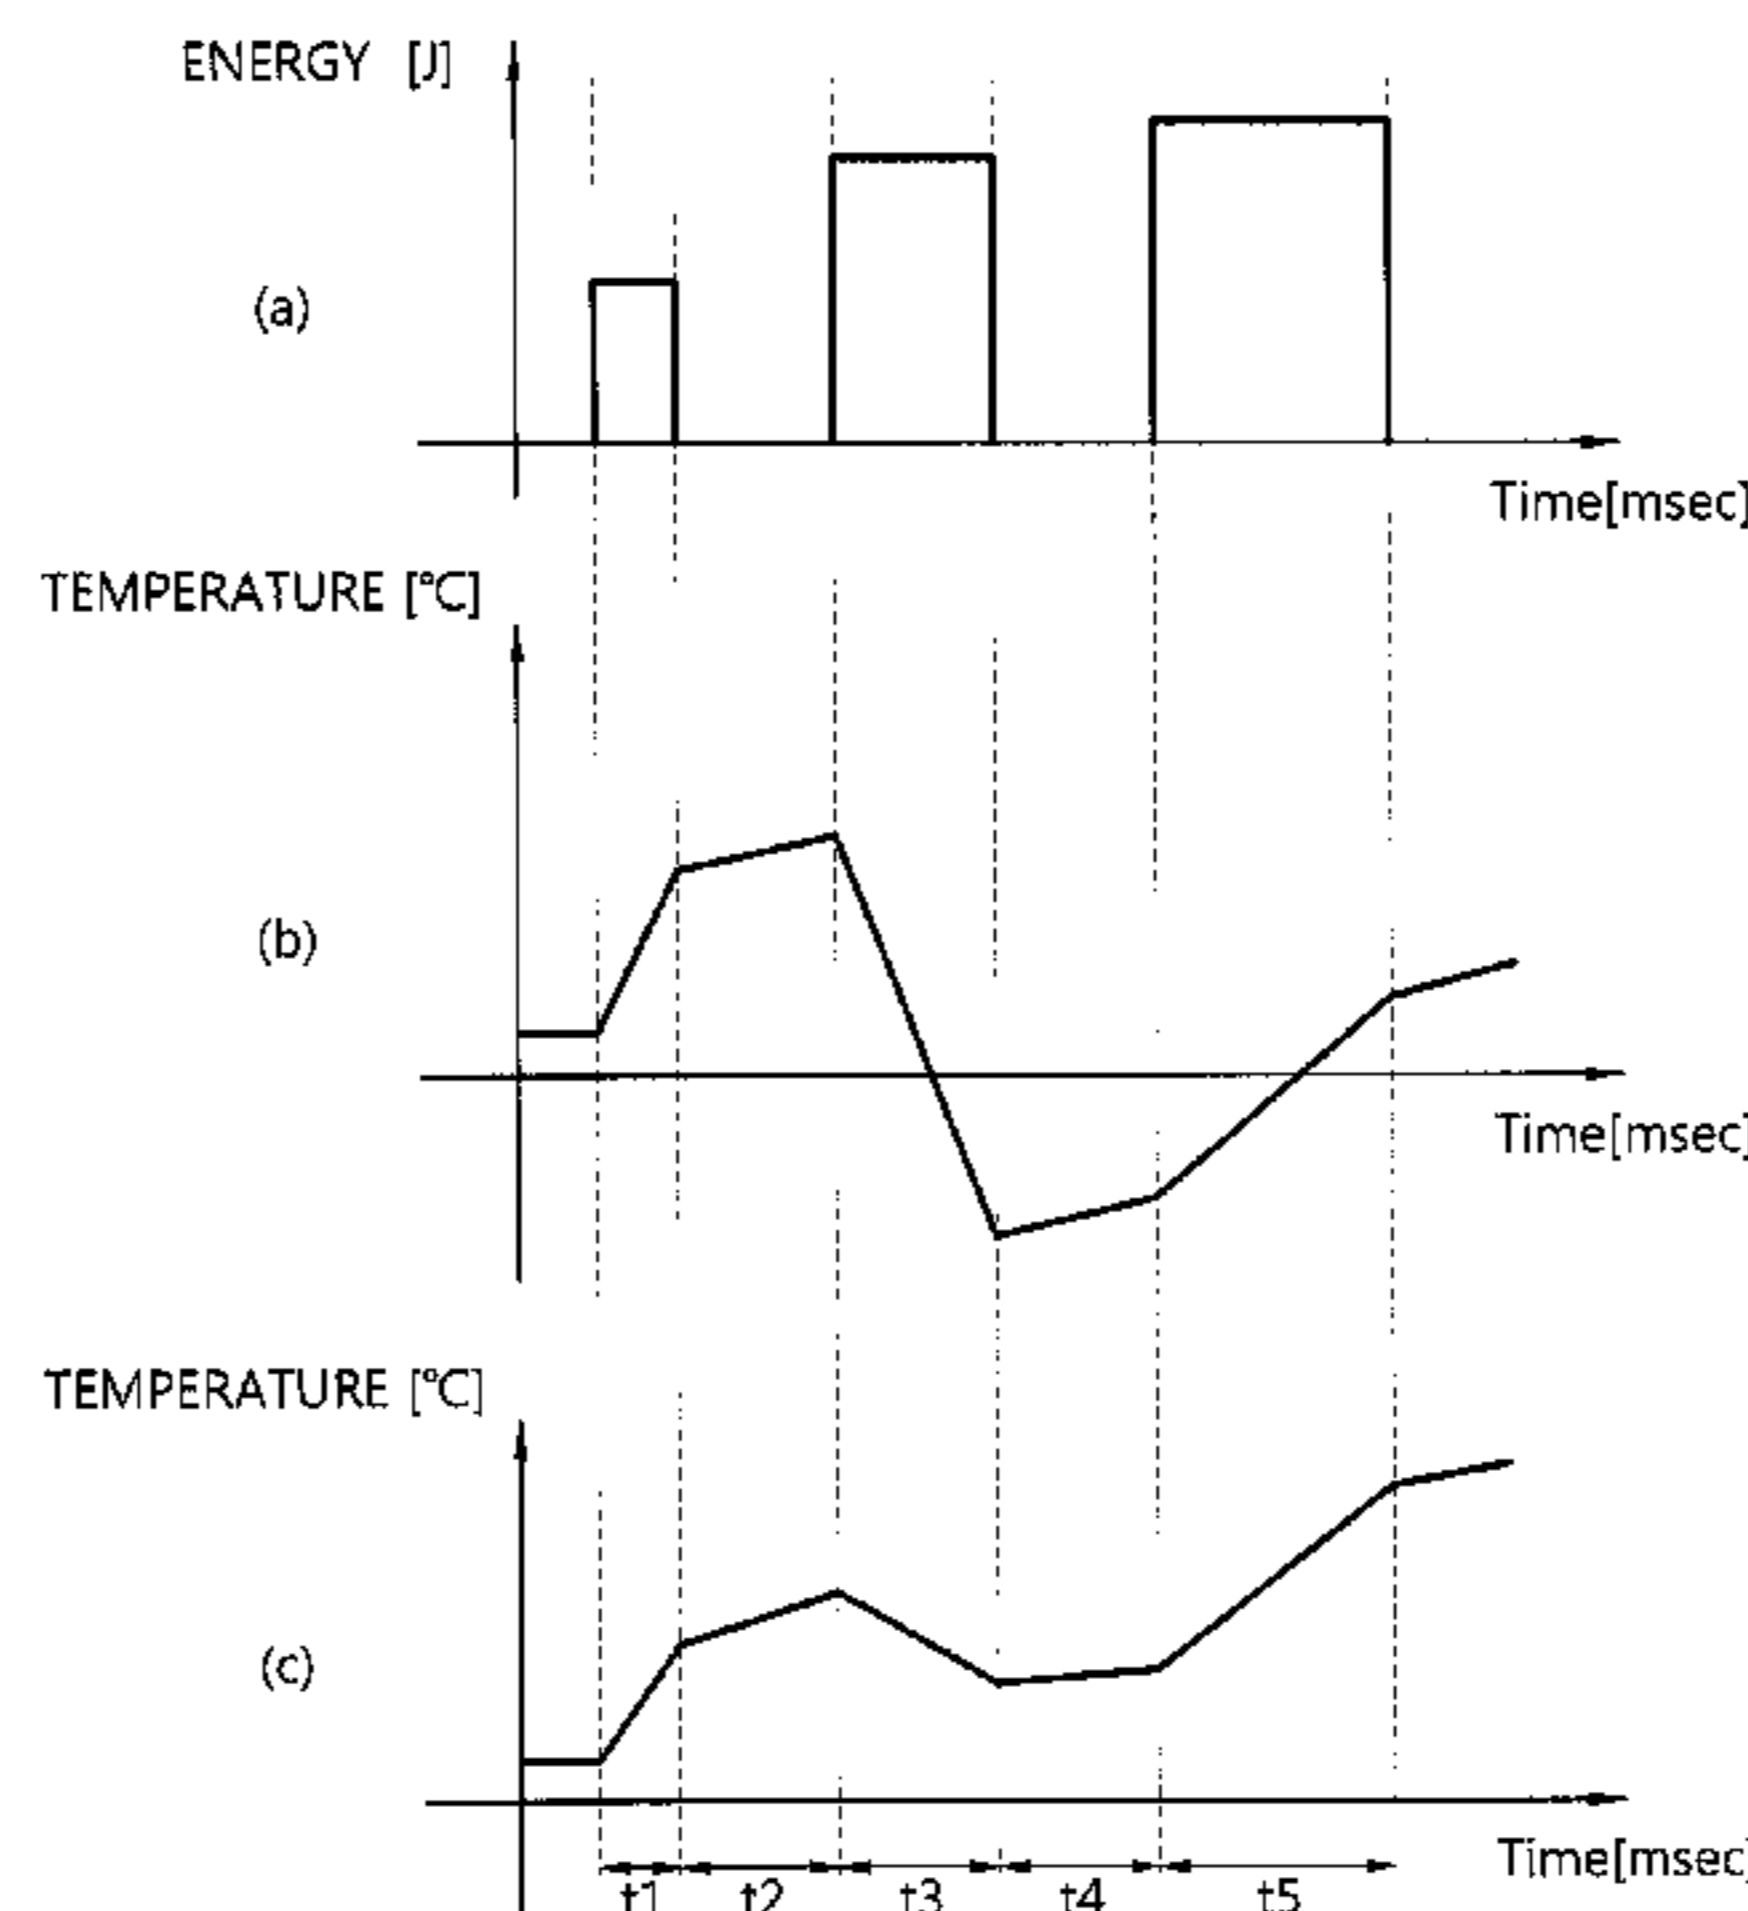 ENERGY [J]
(a)
Time[msec]
TEMPERATURE [°C]
(b)
Time[msec]
TEMPERATURE [°C]
(c)
Time[msec]
t1 t2 t3 t4 t5